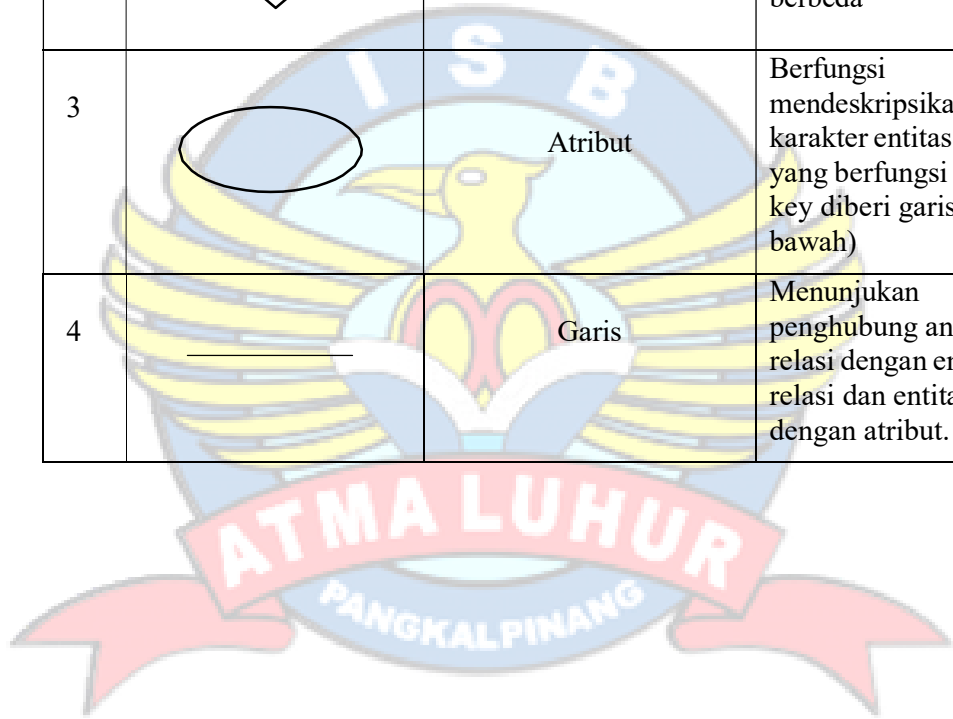 berbeda
3
Atribut
Berfungsi
mendeskripsika
karakter entitas
yang berfungsi
key diberi garis
bawah)
4
Garis
Menunjukan
penghubung an
relasi dengan e
relasi dan entita
dengan atribut.
I S B
ATMA LUHUR
PANGKALPINANG